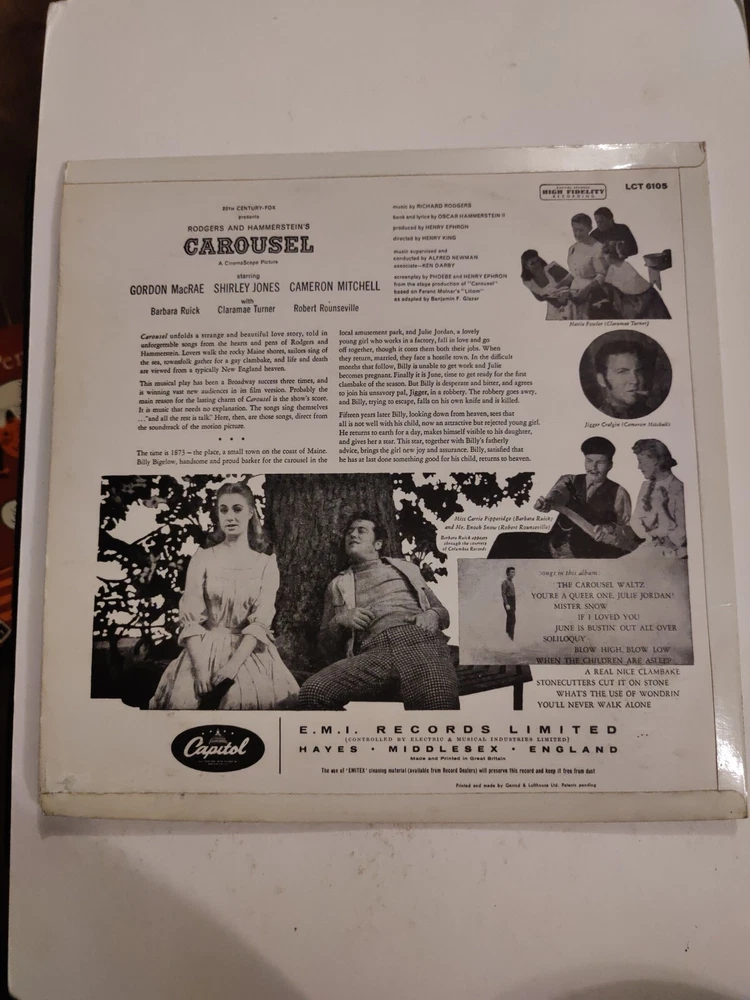 HIGH FIDELITY
RECORDING
LCT 6105
20TH CENTURY-FOX
presents
RODGERS AND HAMMERSTEIN'S
CAROUSEL
A CinemaScope Picture
starring
GORDON MacRAE SHIRLEY JONES CAMERON MITCHELL
with
Barbara Ruick Claramae Turner Robert Rounseville
music by RICHARD RODGERS
book and lyrics by OSCAR HAMMERSTEIN II
produced by HENRY EPHRON
directed by HENRY KING
music supervised and
conducted by ALFRED NEWMAN
associate—KEN DARBY
screenplay by PHOEBE and HENRY EPHRON
from the stage production of "Carousel"
based on Ferenc Molnar's "Liliom"
as adapted by Benjamin F. Glazer
Nettie Fowler (Claramae Turner)
Carousel unfolds a strange and beautiful love story, told in
unforgettable songs from the hearts and pens of Rodgers and
Hammerstein. Lovers walk the rocky Maine shores, sailors sing of
the sea, townsfolk gather for a gay clambake, and life and death
are viewed from a typically New England heaven.
This musical play has been a Broadway success three times, and
is winning vast new audiences in its film version. Probably the
main reason for the lasting charm of Carousel is the show's score.
It is music that needs no explanation. The songs sing themselves
...."and all the rest is talk." Here, then, are those songs, direct from
the soundtrack of the motion picture.
* * *
The time is 1873 – the place, a small town on the coast of Maine.
Billy Bigelow, handsome and proud barker for the carousel in the
local amusement park, and Julie Jordan, a lovely
young girl who works in a factory, fall in love and go
off together, though it costs them both their jobs. When
they return, married, they face a hostile town. In the difficult
months that follow, Billy is unable to get work and Julie
becomes pregnant. Finally it is June, time to get ready for the first
clambake of the season. But Billy is desperate and bitter, and agrees
to join his unsavory pal, Jigger, in a robbery. The robbery goes awry,
and Billy, trying to escape, falls on his own knife and is killed.
Fifteen years later Billy, looking down from heaven, sees that
all is not well with his child, now an attractive but rejected young girl.
He returns to earth for a day, makes himself visible to his daughter,
and gives her a star. This star, together with Billy's fatherly
advice, brings the girl new joy and assurance. Billy, satisfied that
he has at last done something good for his child, returns to heaven.
Jigger Craigin (Cameron Mitchell)
Miss Carrie Pipperidge (Barbara Ruick)
and Mr. Enoch Snow (Robert Rounseville)
Barbara Ruick appears
through the courtesy
of Columbia Records
songs in this album:
THE CAROUSEL WALTZ
YOU'RE A QUEER ONE, JULIE JORDAN!
MISTER SNOW
IF I LOVED YOU
JUNE IS BUSTIN' OUT ALL OVER
SOLILOQUY
BLOW HIGH, BLOW LOW
WHEN THE CHILDREN ARE ASLEEP
A REAL NICE CLAMBAKE
STONECUTTERS CUT IT ON STONE
WHAT'S THE USE OF WONDRIN'
YOU'LL NEVER WALK ALONE
Capitol
E.M.I. RECORDS LIMITED
(CONTROLLED BY ELECTRIC & MUSICAL INDUSTRIES LIMITED)
HAYES • MIDDLESEX • ENGLAND
Made and Printed in Great Britain
The use of 'EMITEX' cleaning material (available from Record Dealers) will preserve this record and keep it free from dust
Printed and made by Garrod & Lofthouse Ltd. Patents pending